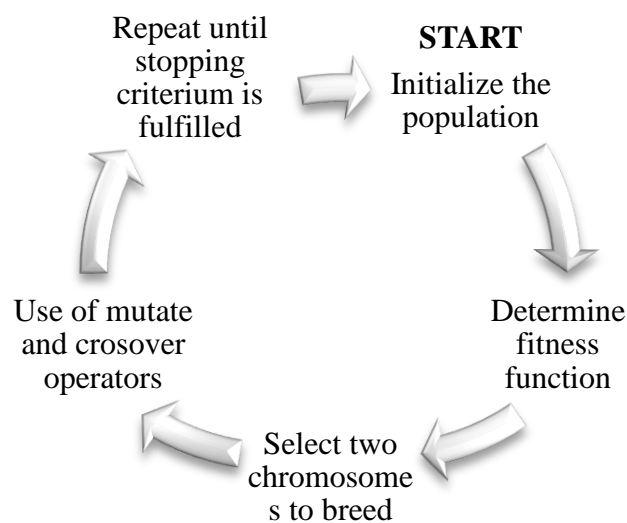 START
Initialize the
population
Determine
fitness
function
Select two
chromosome
s to breed
Use of mutate
and crosover
operators
Repeat until
stopping
criterium is
fulfilled